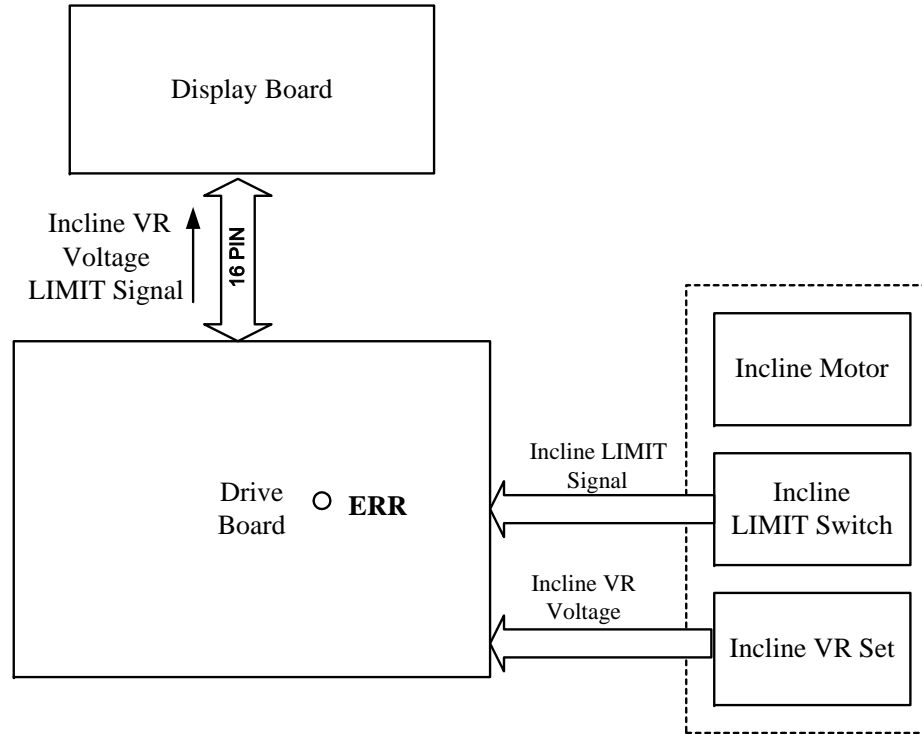 Display Board
Incline VR
Voltage
LIMIT Signal
16 PIN
Incline Motor
Incline LIMIT
Signal
Incline
LIMIT Switch
Drive
Board
ERR
Incline VR
Voltage
Incline VR Set